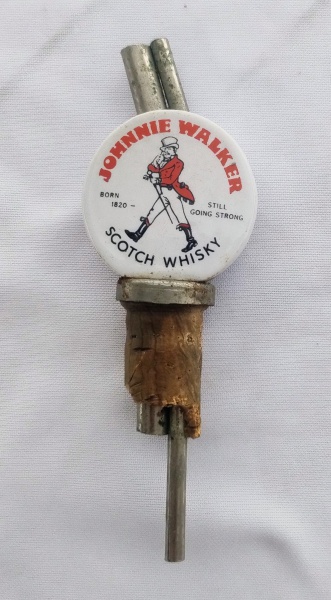 JOHNNIE WALKER
BORN
1820 –
STILL
GOING STRONG
SCOTCH WHISKY